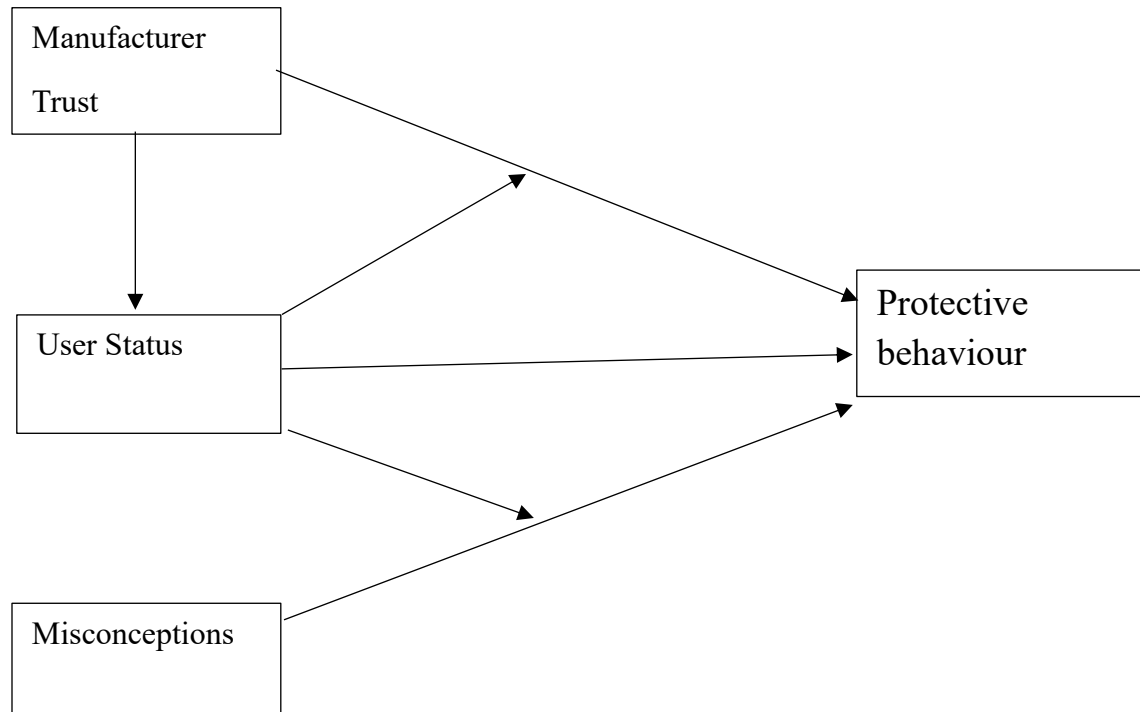 Manufacturer
Trust
User Status
Protective
behaviour
Misconceptions